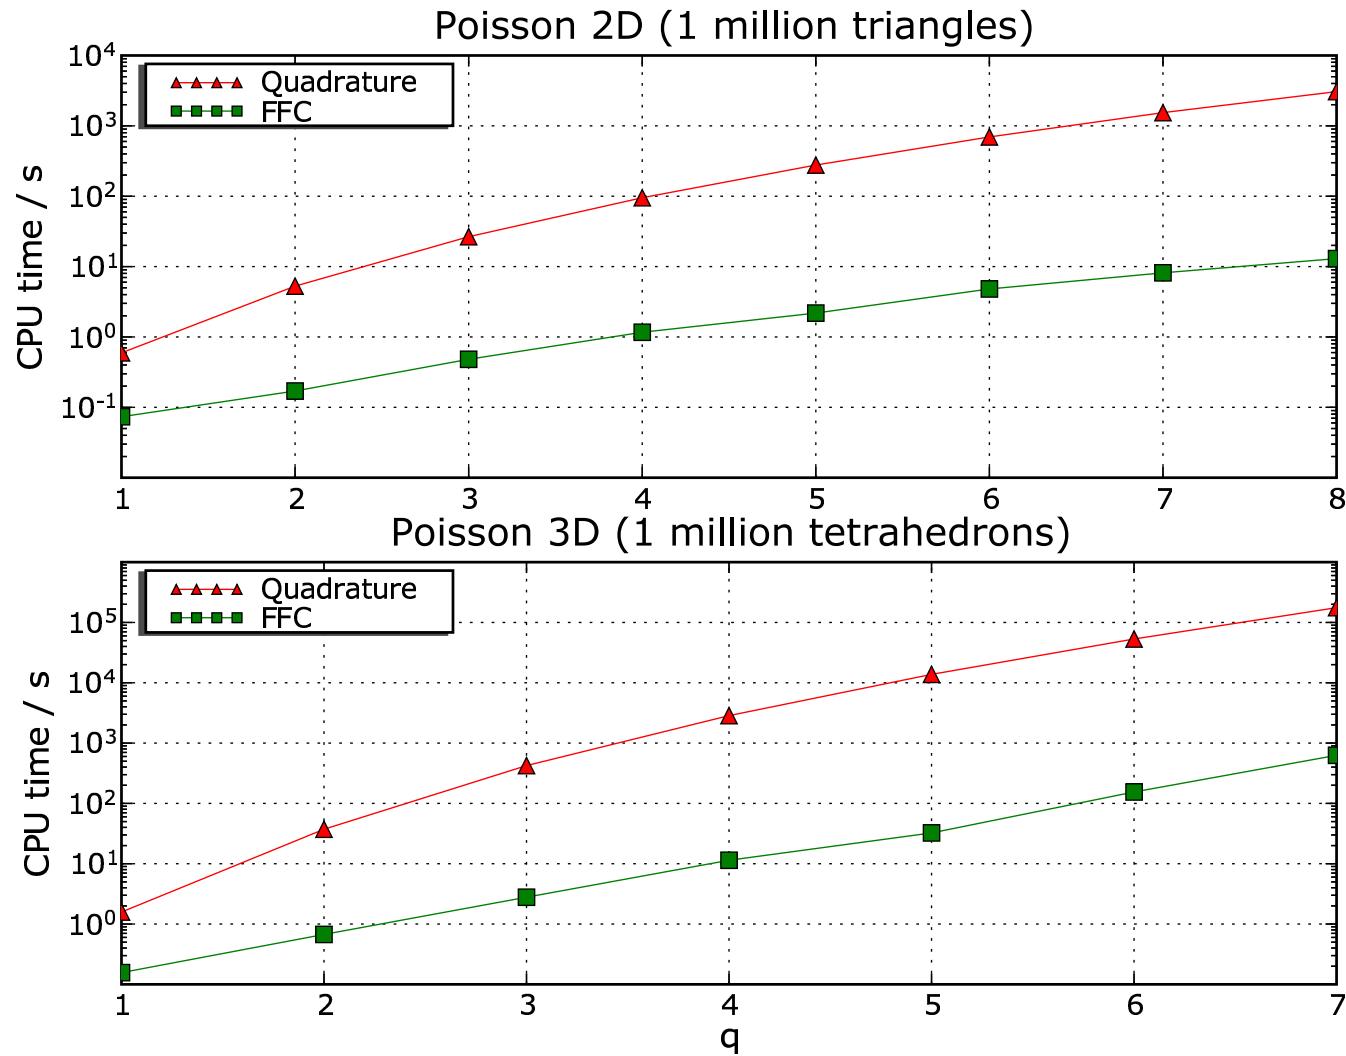 Poisson 2D (1 million triangles)
10^4
10^3
10^2
10^1
10^0
10^-1
CPU time / s
Quadrature
FFC
1 2 3 4 5 6 7 8
Poisson 3D (1 million tetrahedrons)
10^5
10^4
10^3
10^2
10^1
10^0
CPU time / s
Quadrature
FFC
1 2 3 4 5 6 7
q